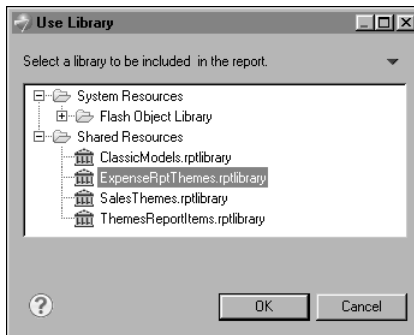 Use Library
Select a library to be included in the report.
System Resources
Flash Object Library
Shared Resources
ClassicModels.rptlibrary
ExpenseRptThemes.rptlibrary
SalesThemes.rptlibrary
ThemesReportItems.rptlibrary
?
OK Cancel